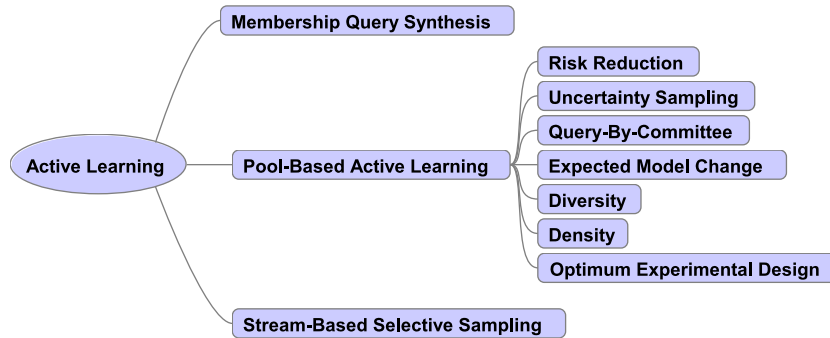 Membership Query Synthesis
Risk Reduction
Uncertainty Sampling
Query-By-Committee
Active Learning
Pool-Based Active Learning
Expected Model Change
Diversity
Density
Optimum Experimental Design
Stream-Based Selective Sampling